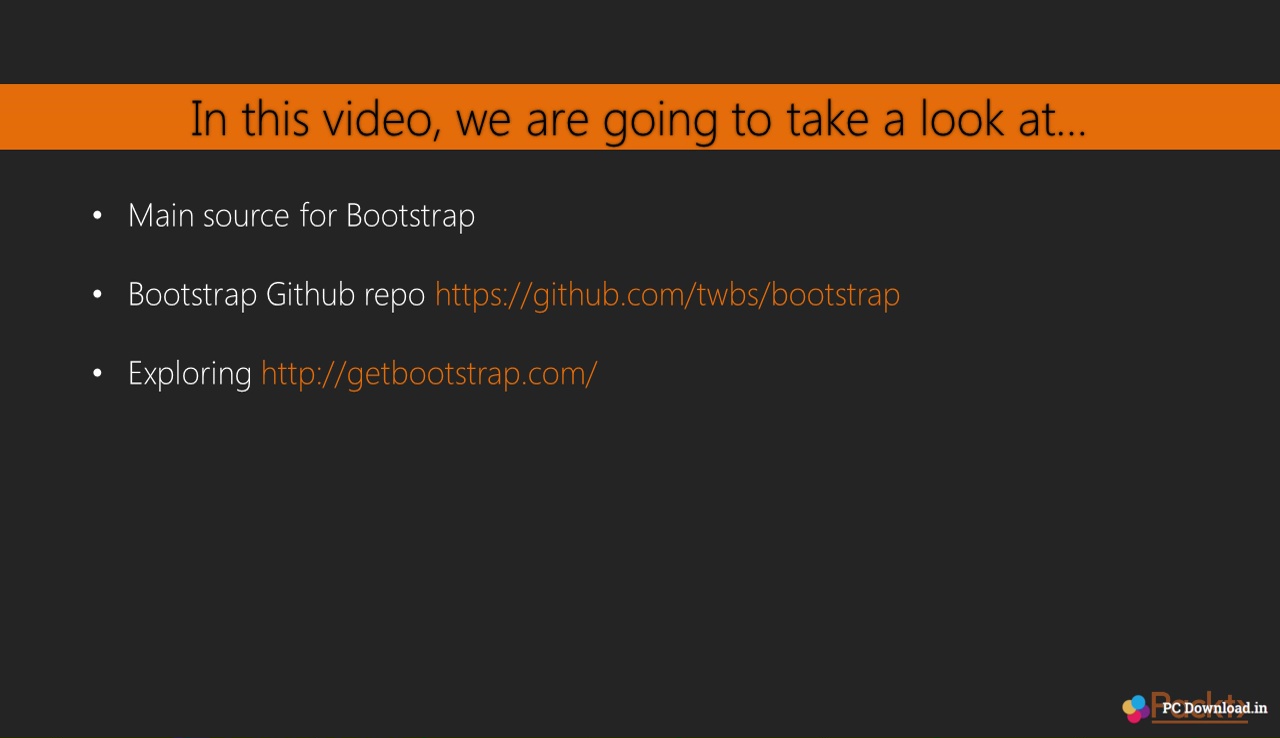 In this video, we are going to take a look at...
• Main source for Bootstrap
• Bootstrap Github repo https://github.com/twbs/bootstrap
• Exploring http://getbootstrap.com/
PC Download.in